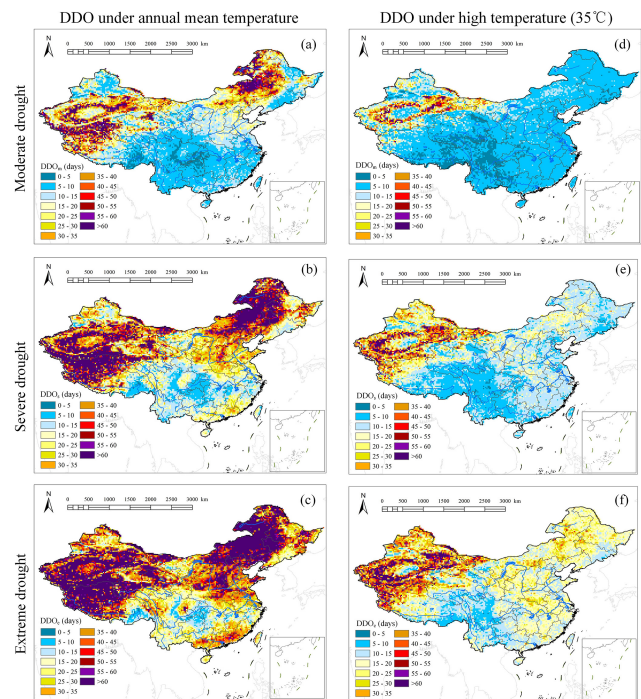 DDO under annual mean temperature
DDO under high temperature (35℃)
Moderate drought
N
0 500 1000 1500 2000 2500 3000 km
(a)
DDOm (days)
0 - 5 35 - 40
5 - 10 40 - 45
10 - 15 45 - 50
15 - 20 50 - 55
20 - 25 55 - 60
25 - 30 >60
30 - 35
N
0 500 1000 1500 2000 2500 3000 km
(d)
DDOm (days)
0 - 5 35 - 40
5 - 10 40 - 45
10 - 15 45 - 50
15 - 20 50 - 55
20 - 25 55 - 60
25 - 30 >60
30 - 35
Severe drought
N
0 500 1000 1500 2000 2500 3000 km
(b)
DDOs (days)
0 - 5 35 - 40
5 - 10 40 - 45
10 - 15 45 - 50
15 - 20 50 - 55
20 - 25 55 - 60
25 - 30 >60
30 - 35
N
0 500 1000 1500 2000 2500 3000 km
(e)
DDOs (days)
0 - 5 35 - 40
5 - 10 40 - 45
10 - 15 45 - 50
15 - 20 50 - 55
20 - 25 55 - 60
25 - 30 >60
30 - 35
Extreme drought
N
0 500 1000 1500 2000 2500 3000 km
(c)
DDOe (days)
0 - 5 35 - 40
5 - 10 40 - 45
10 - 15 45 - 50
15 - 20 50 - 55
20 - 25 55 - 60
25 - 30 >60
30 - 35
N
0 500 1000 1500 2000 2500 3000 km
(f)
DDOe (days)
0 - 5 35 - 40
5 - 10 40 - 45
10 - 15 45 - 50
15 - 20 50 - 55
20 - 25 55 - 60
25 - 30 >60
30 - 35